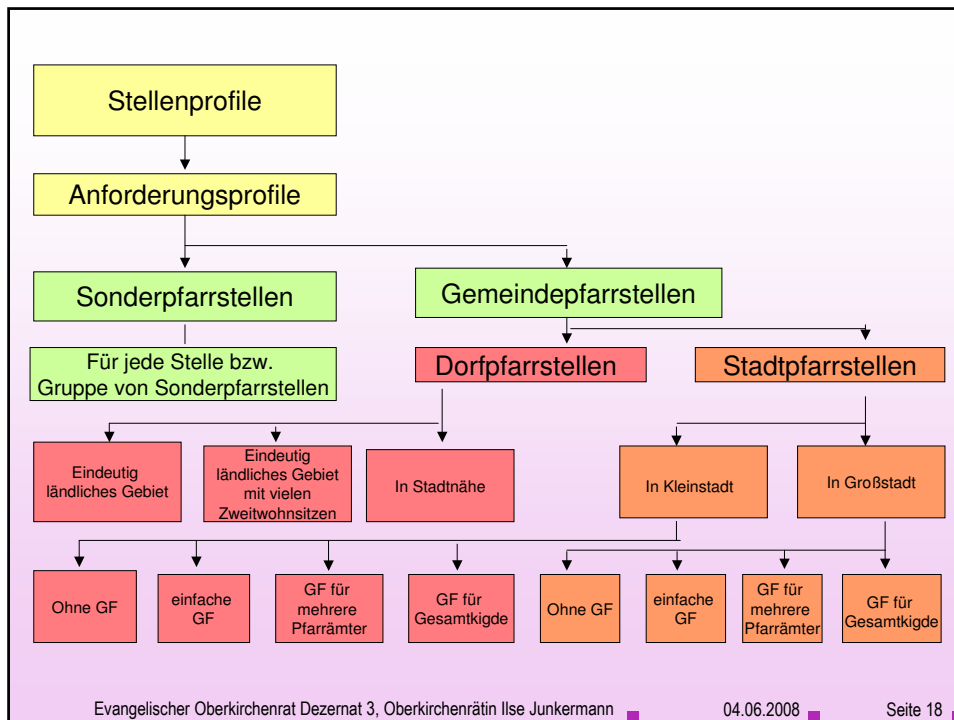 Stellenprofile
Anforderungsprofile
Sonderpfarrstellen
Gemeindepfarrstellen
Für jede Stelle bzw.
Gruppe von Sonderpfarrstellen
Dorfpfarrstellen
Stadtpfarrstellen
Eindeutig
ländliches Gebiet
Eindeutig
ländliches Gebiet
mit vielen
Zweitwohnsitzen
In Stadtnähe
In Kleinstadt
In Großstadt
Ohne GF
einfache
GF
GF für
mehrere
Pfarrämter
GF für
Gesamtkigde
Ohne GF
einfache
GF
GF für
mehrere
Pfarrämter
GF für
Gesamtkigde
Evangelischer Oberkirchenrat Dezernat 3, Oberkirchenrätin Ilse Junkermann 04.06.2008 Seite 18